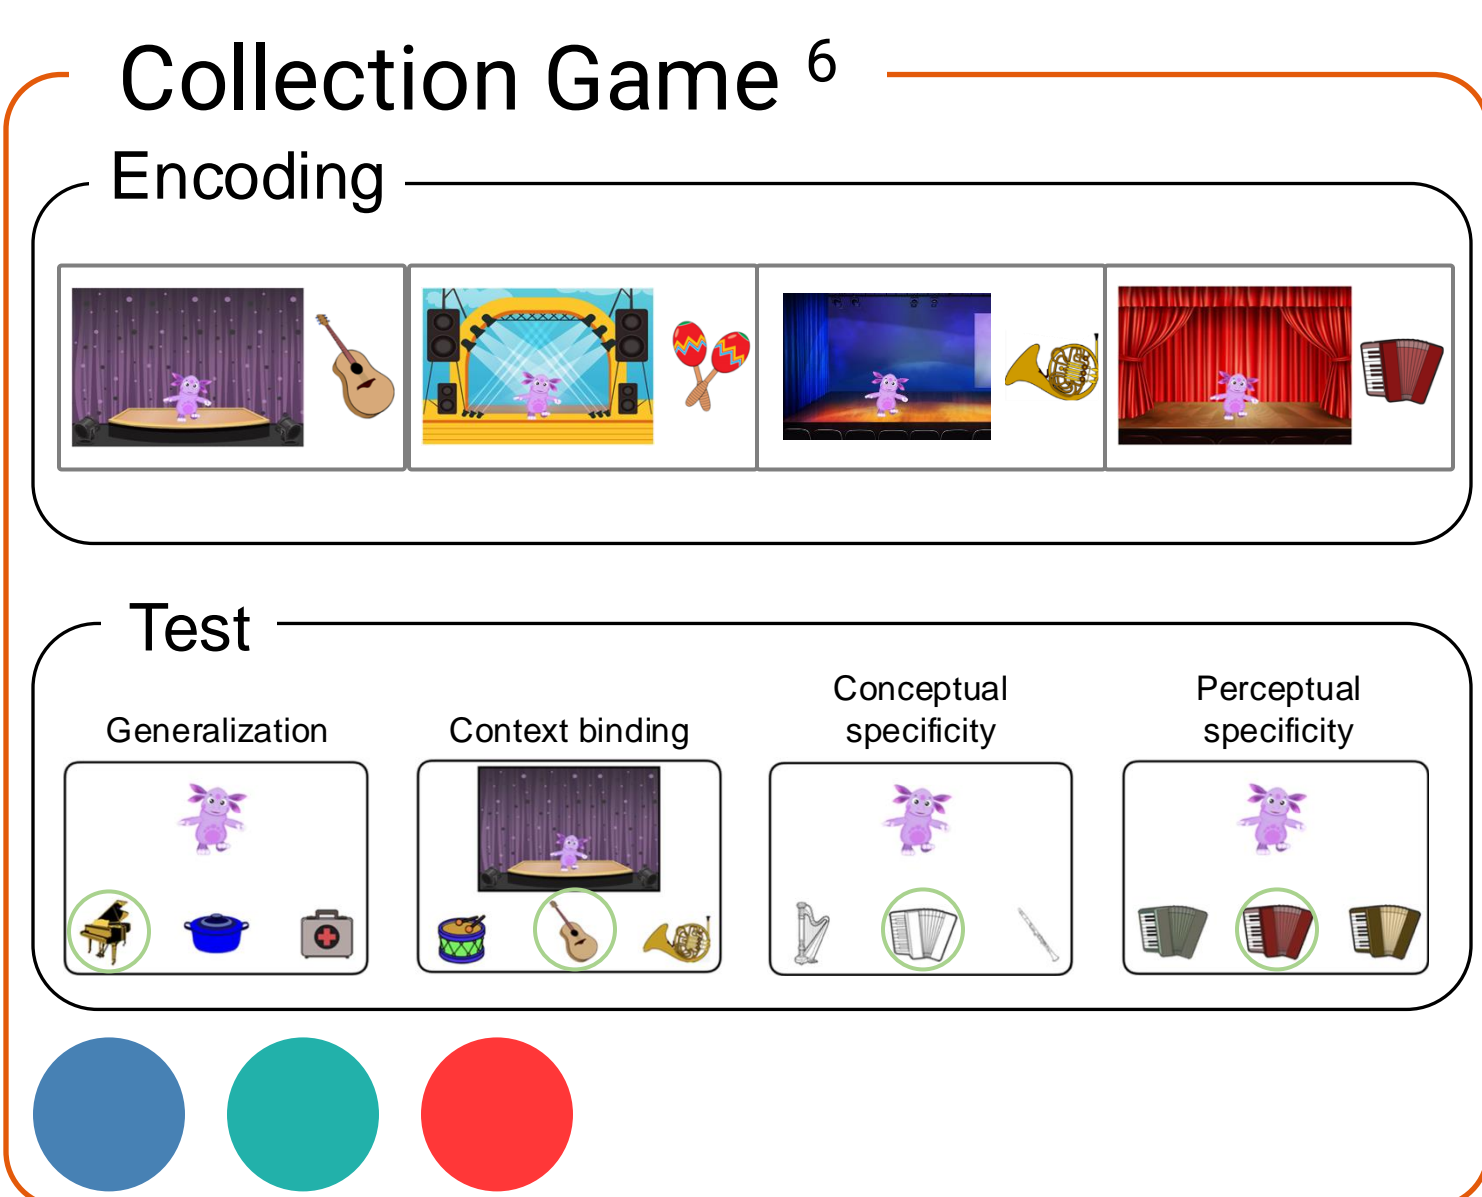 Collection Game 6
Encoding
Test
Generalization
Context binding
Conceptual
specificity
Perceptual
specificity